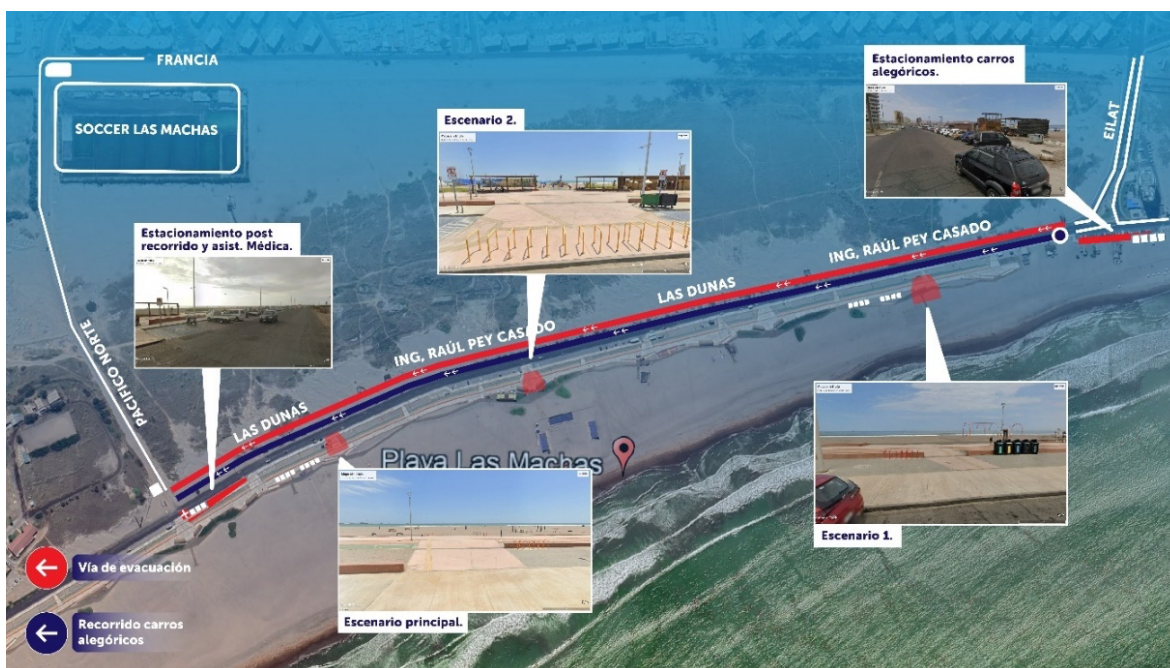 FRANCIA
SOCCER LAS MACHAS
Estacionamiento carros
alegóricos.
EILAT
Escenario 2.
Estacionamiento post
recorrido y asist. Médica.
ING, RAÚL PEY CASADO
LAS DUNAS
ING, RAÚL PEY CASADO
LAS DUNAS
PACIFICO NORTE
Playa Las Machas
Escenario 1.
Escenario principal.
Vía de evacuación
Recorrido carros
alegóricos